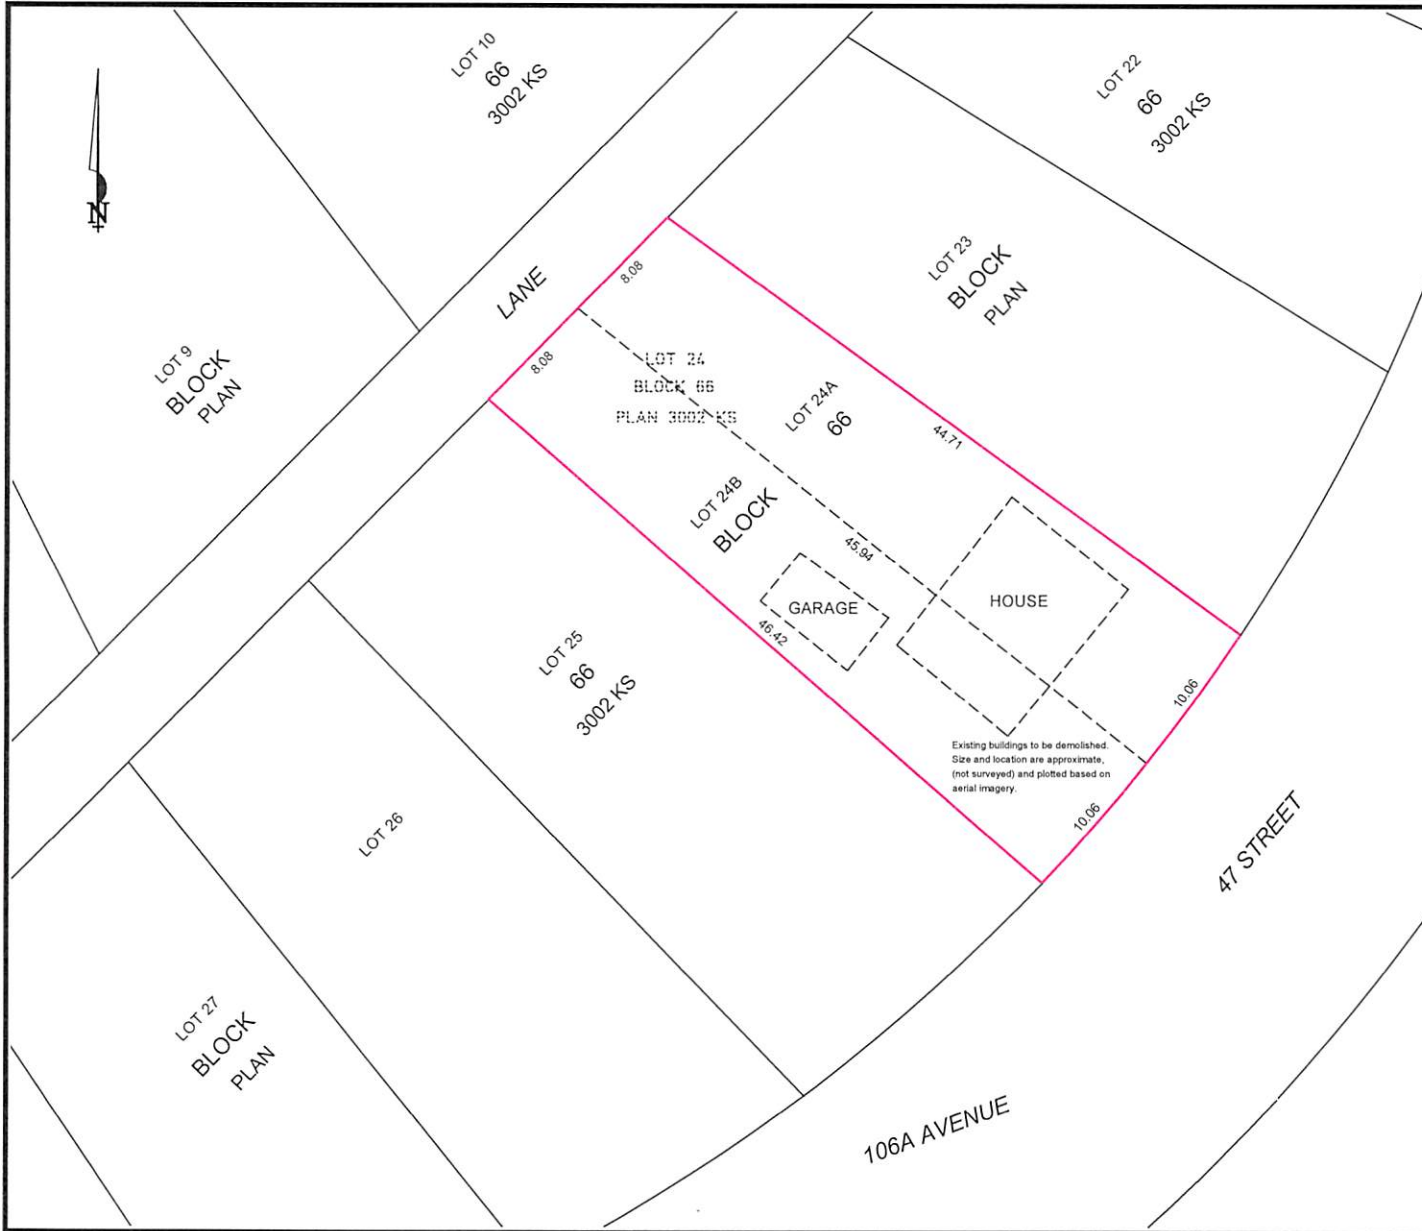 LOT 10
66
3002 KS
LOT 22
66
3002 KS
N
LOT 23
BLOCK
PLAN
LANE
8.08
8.08
LOT 9
BLOCK
PLAN
LOT 24
BLOCK 66
PLAN 3002 KS
LOT 24A
66
44.71
LOT 24B
BLOCK
45.94
GARAGE
HOUSE
46.42
LOT 25
66
3002 KS
10.06
Existing buildings to be demolished.
Size and location are approximate,
(not surveyed) and plotted based on
aerial imagery.
10.06
47 STREET
LOT 26
LOT 27
BLOCK
PLAN
106A AVENUE